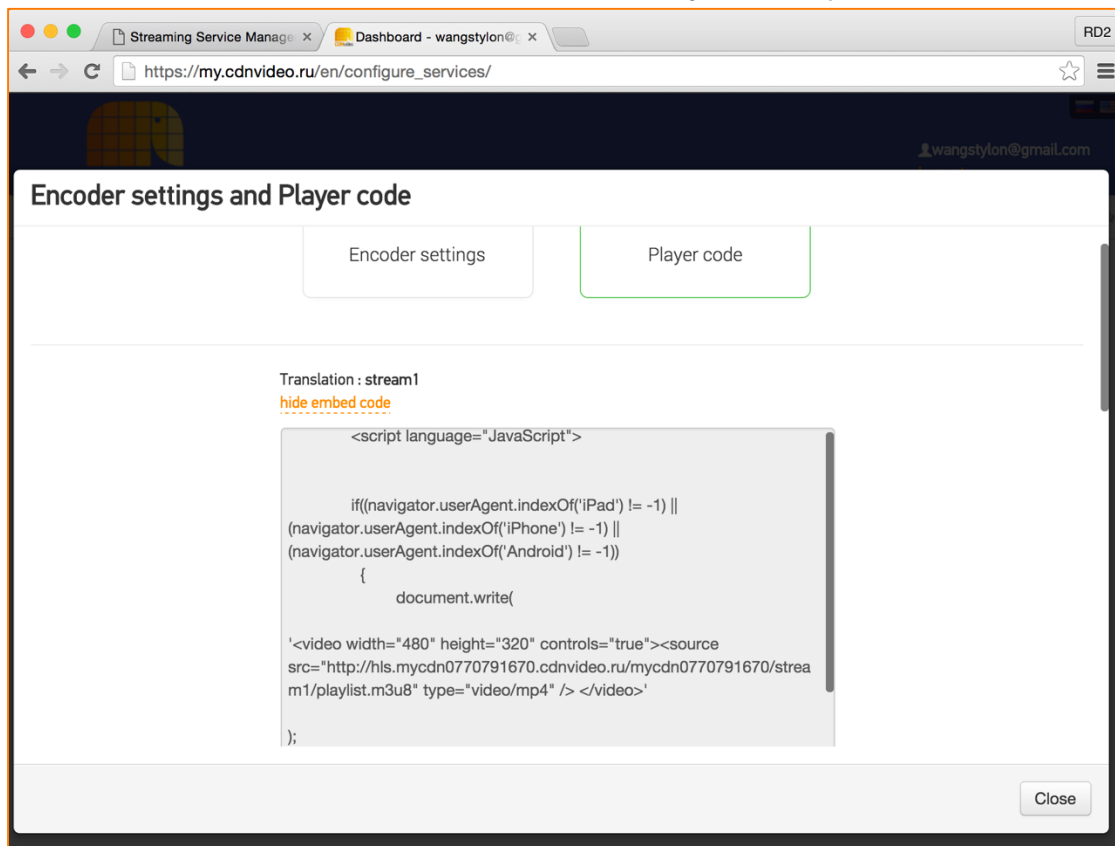 Streaming Service Manage
Dashboard - wangstylon@g
RD2
https://my.cdnvideo.ru/en/configure_services/
wangstylon@gmail.com
Encoder settings and Player code
Encoder settings
Player code
Translation : stream1
hide embed code
<script language="JavaScript">
if((navigator.userAgent.indexOf('iPad') != -1) ||
(navigator.userAgent.indexOf('iPhone') != -1) ||
(navigator.userAgent.indexOf('Android') != -1))
{
document.write(
'<video width="480" height="320" controls="true"><source
src="http://hls.mycdn0770791670.cdnvideo.ru/mycdn0770791670/strea
m1/playlist.m3u8" type="video/mp4" /> </video>'
);
Close